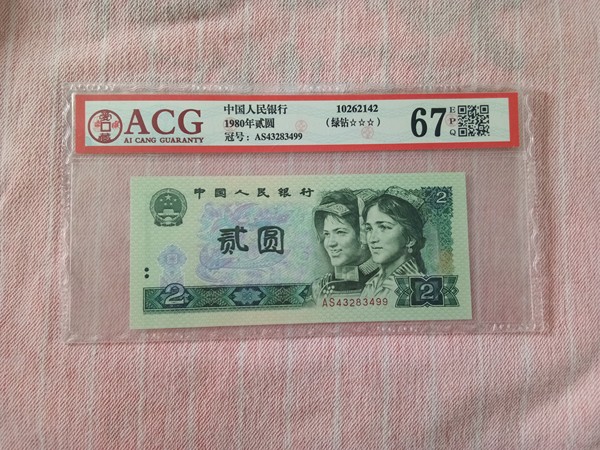 ACG
AI CANG GUARANTY
中国人民银行
1980年贰圆
冠号: AS43283499
10262142
(绿钻☆☆☆)
67
E
P
Q
中国人民银行
贰圆
2
2
2
AS43283499